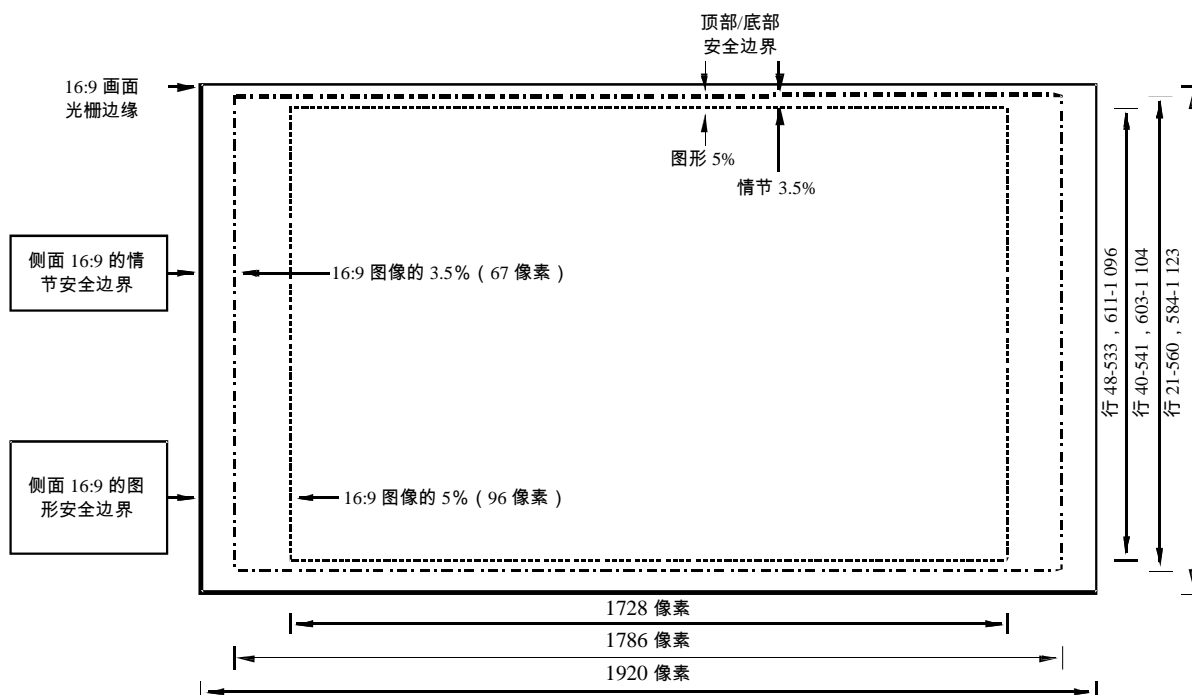 顶部/底部
安全边界
16:9 画面
光栅边缘
图形 5%
情节 3.5%
侧面 16:9 的情
节安全边界
16:9 图像的 3.5%（67 像素）
侧面 16:9 的图
形安全边界
16:9 图像的 5%（96 像素）
行 48-533，611-1 096
行 40-541，603-1 104
行 21-560，584-1 123
1728 像素
1786 像素
1920 像素